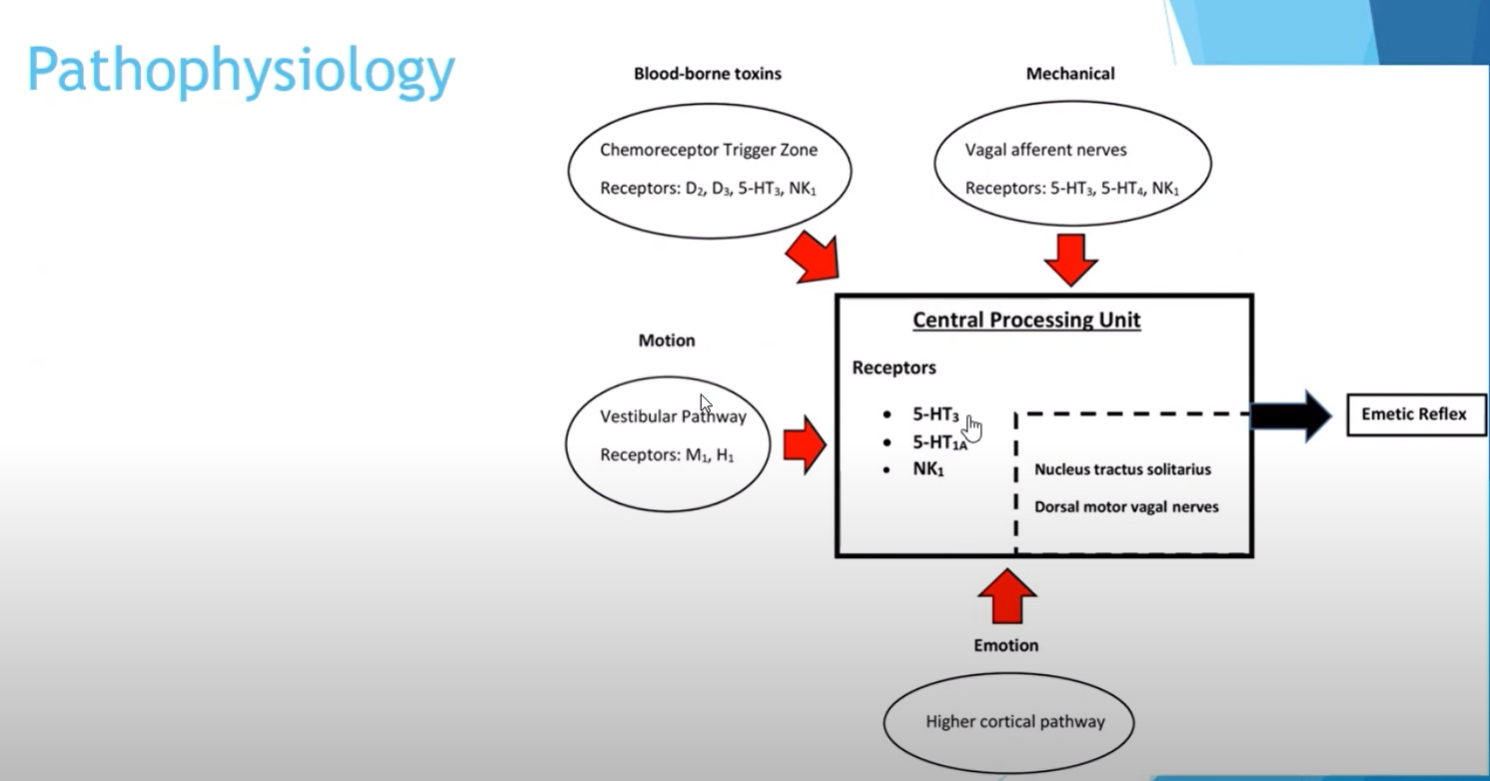 Pathophysiology
Blood-borne toxins
Chemoreceptor Trigger Zone
Receptors: D₂, D₃, 5-HT₃, NK₁
Mechanical
Vagal afferent nerves
Receptors: 5-HT₃, 5-HT₄, NK₁
Motion
Vestibular Pathway
Receptors: M₁, H₁
Central Processing Unit
Receptors
• 5-HT₃
• 5-HT₁ₐ
• NK₁
Nucleus tractus solitarius
Dorsal motor vagal nerves
Emetic Reflex
Emotion
Higher cortical pathway